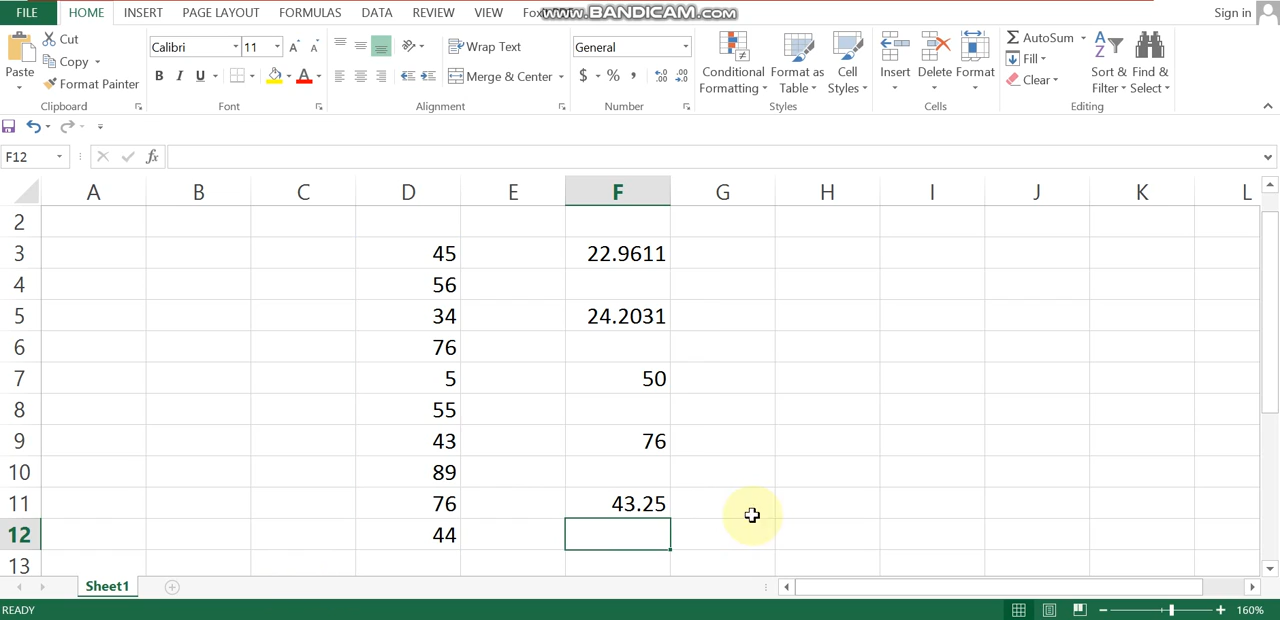 FILE HOME INSERT PAGE LAYOUT FORMULAS DATA REVIEW VIEW www.BANDICAM.com Sign in
Cut
Copy
Format Painter
Paste
Clipboard
Calibri 11
B I U
Font
Wrap Text
Merge & Center
Alignment
General
$ % ,
Number
Conditional Formatting
Format as Table
Cell Styles
Styles
Insert Delete Format
Cells
AutoSum
Fill
Clear
Sort & Filter
Find & Select
Editing
F12 fx
A B C D E F G H I J K L
2
3 45 22.9611
4 56
5 34 24.2031
6 76
7 5 50
8 55
9 43 76
10 89
11 76 43.25
12 44
13
Sheet1
READY 160%